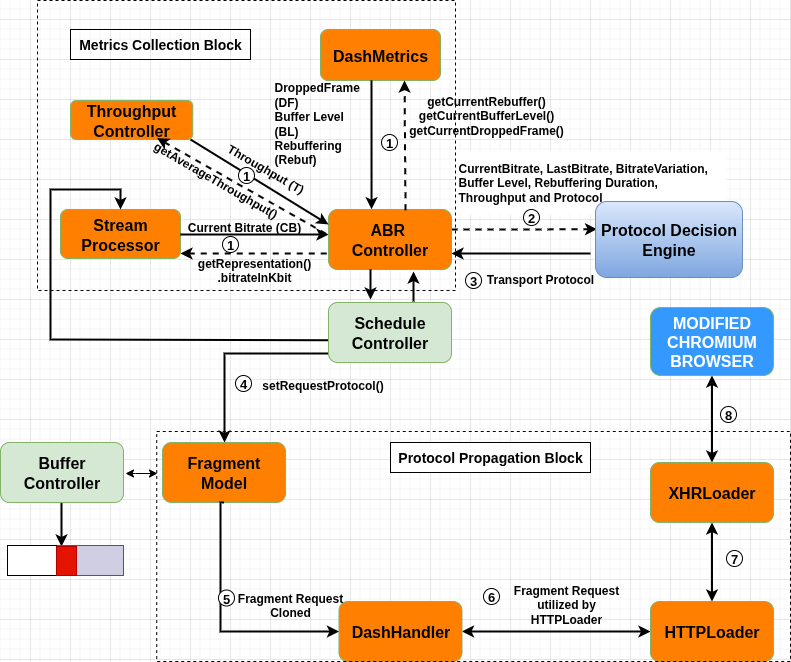 Metrics Collection Block
DashMetrics
Throughput
Controller
DroppedFrame
(DF)
Buffer Level
(BL)
Rebuffering
(Rebuf)
1
getCurrentRebuffer()
getCurrentBufferLevel()
getCurrentDroppedFrame()
Throughput (T)
1
getAverageThroughput()
CurrentBitrate, LastBitrate, BitrateVariation,
Buffer Level, Rebuffering Duration,
Throughput and Protocol
2
Stream
Processor
Current Bitrate (CB)
1
getRepresentation()
.bitrateInKbit
ABR
Controller
Protocol Decision
Engine
3 Transport Protocol
Schedule
Controller
MODIFIED
CHROMIUM
BROWSER
4 setRequestProtocol()
8
Buffer
Controller
Fragment
Model
Protocol Propagation Block
XHRLoader
7
5 Fragment Request
Cloned
6
Fragment Request
utilized by
HTTPLoader
DashHandler
HTTPLoader